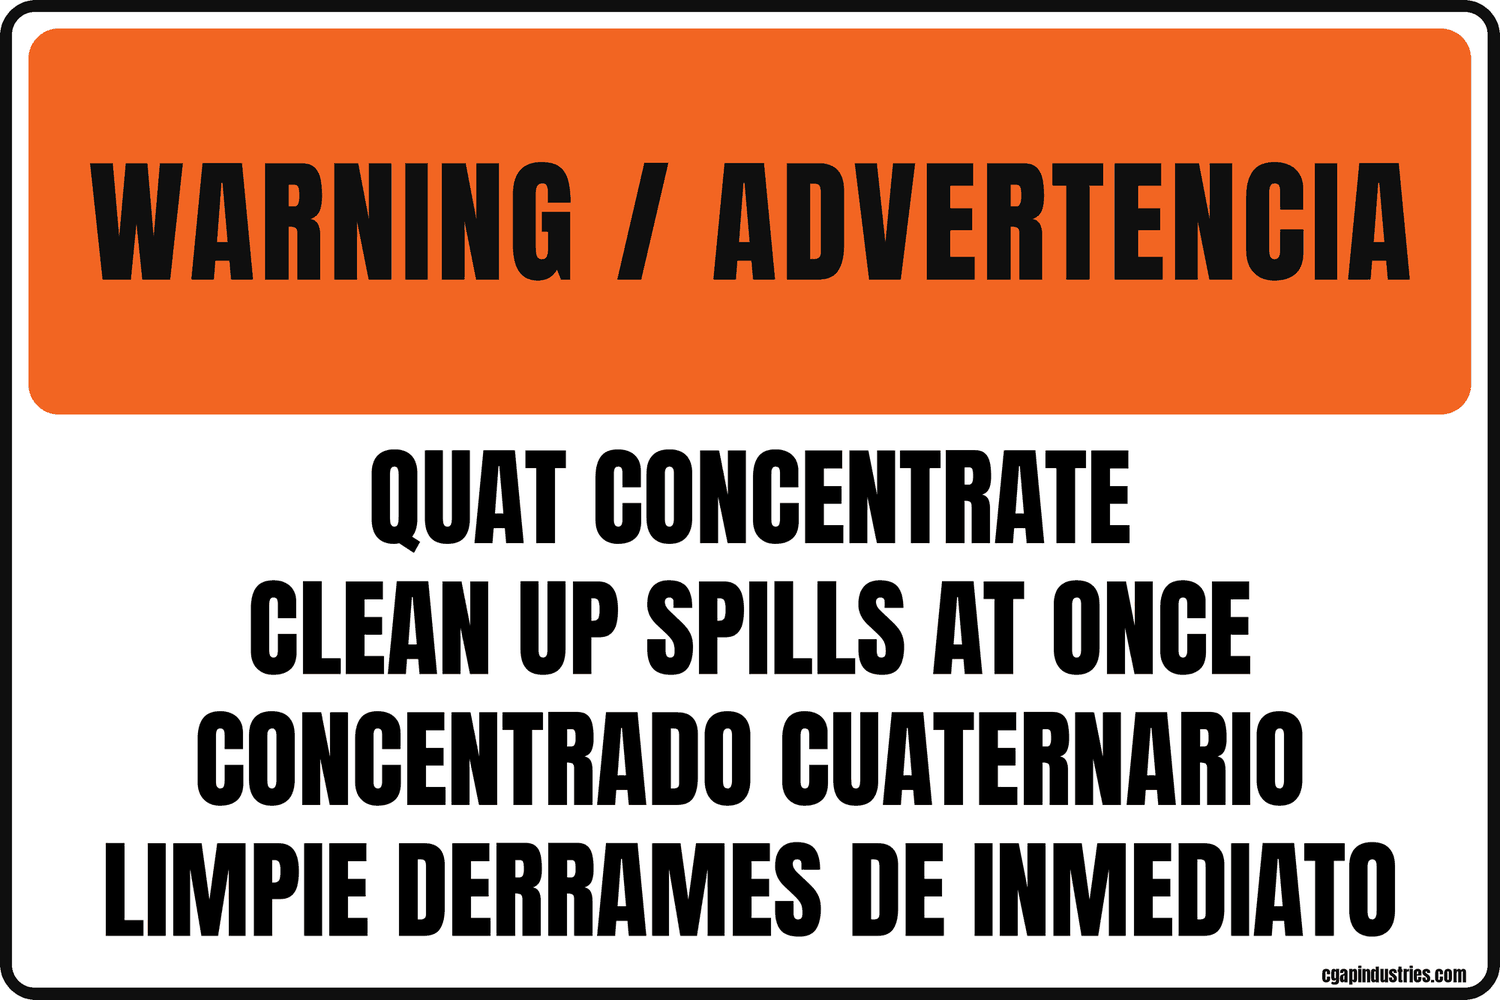 WARNING / ADVERTENCIA
QUAT CONCENTRATE
CLEAN UP SPILLS AT ONCE
CONCENTRADO CUATERNARIO
LIMPIE DERRAMES DE INMEDIATO
cgapindustries.com